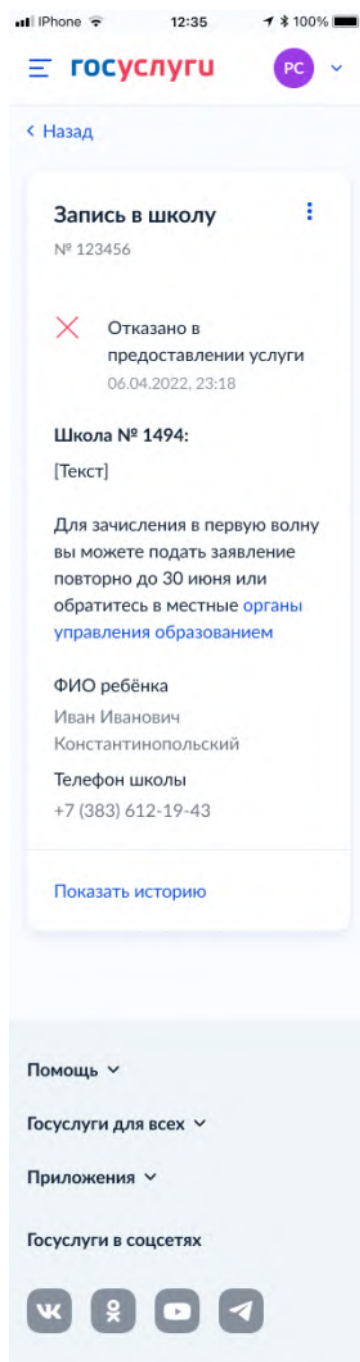 iPhone 12:35 100%
госуслуги РС
Назад
Запись в школу
№ 123456
Отказано в
предоставлении услуги
06.04.2022, 23:18
Школа № 1494:
[Текст]
Для зачисления в первую волну
вы можете подать заявление
повторно до 30 июня или
обратитесь в местные органы
управления образованием
ФИО ребёнка
Иван Иванович
Константинопольский
Телефон школы
+7 (383) 612-19-43
Показать историю
Помощь
Госуслуги для всех
Приложения
Госуслуги в соцсетях